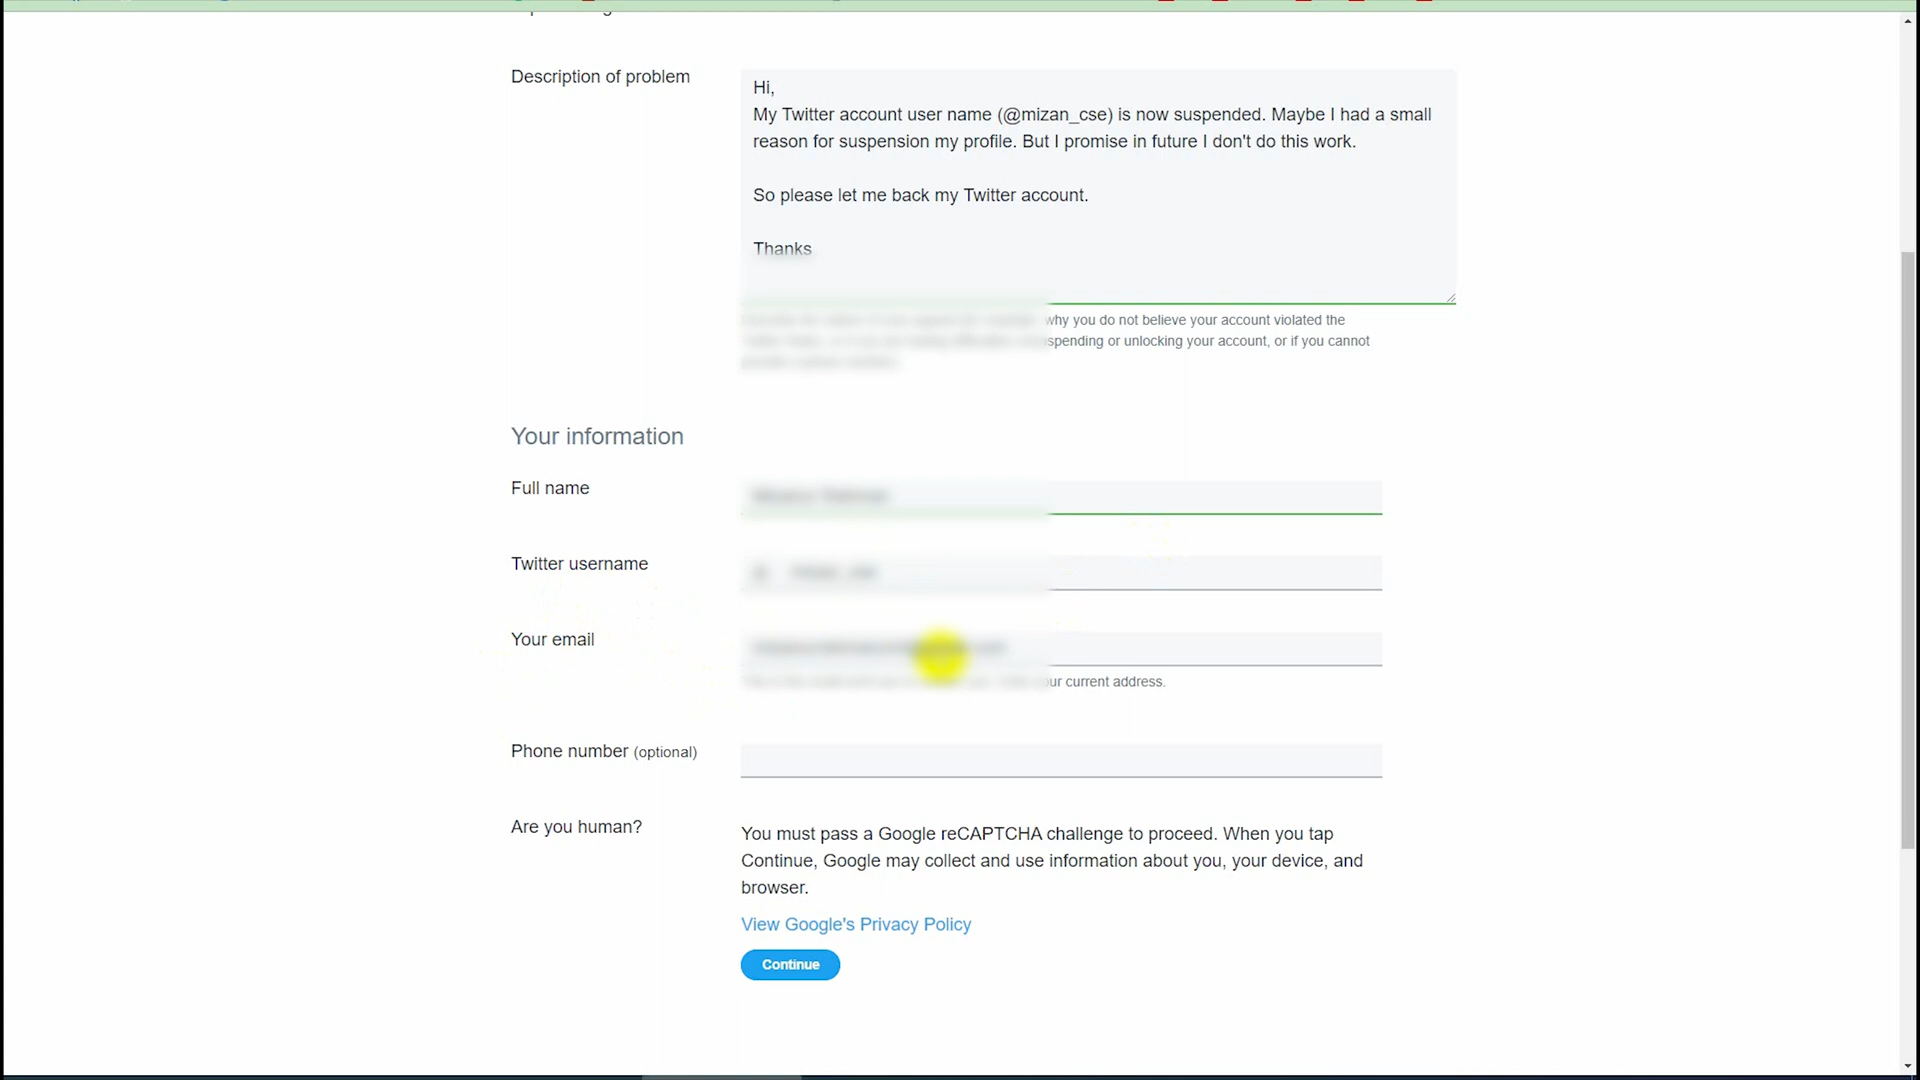 Description of problem
Hi,
My Twitter account user name (@mizan_cse) is now suspended. Maybe I had a small
reason for suspension my profile. But I promise in future I don't do this work.
So please let me back my Twitter account.
Thanks
why you do not believe your account violated the
spending or unlocking your account, or if you cannot
Your information
Full name
Twitter username
Your email
ur current address.
Phone number (optional)
Are you human?
You must pass a Google reCAPTCHA challenge to proceed. When you tap
Continue, Google may collect and use information about you, your device, and
browser.
View Google's Privacy Policy
Continue